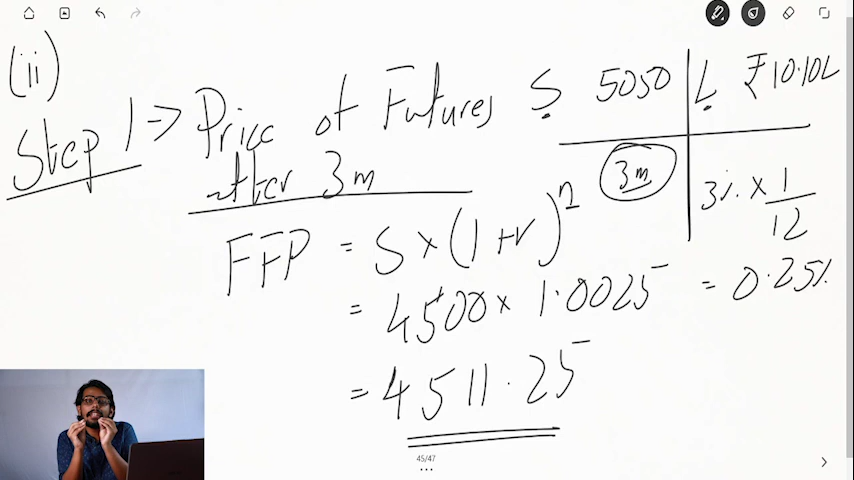 (ii)
Step 1 ⇒ Price of Futures
after 3m
S 5050 | L ₹10.10L
3m
3% × 1/12
= 0.25%
FFP = S × (1 + r)^n
= 4500 × 1.0025
= 4511.25
45/47